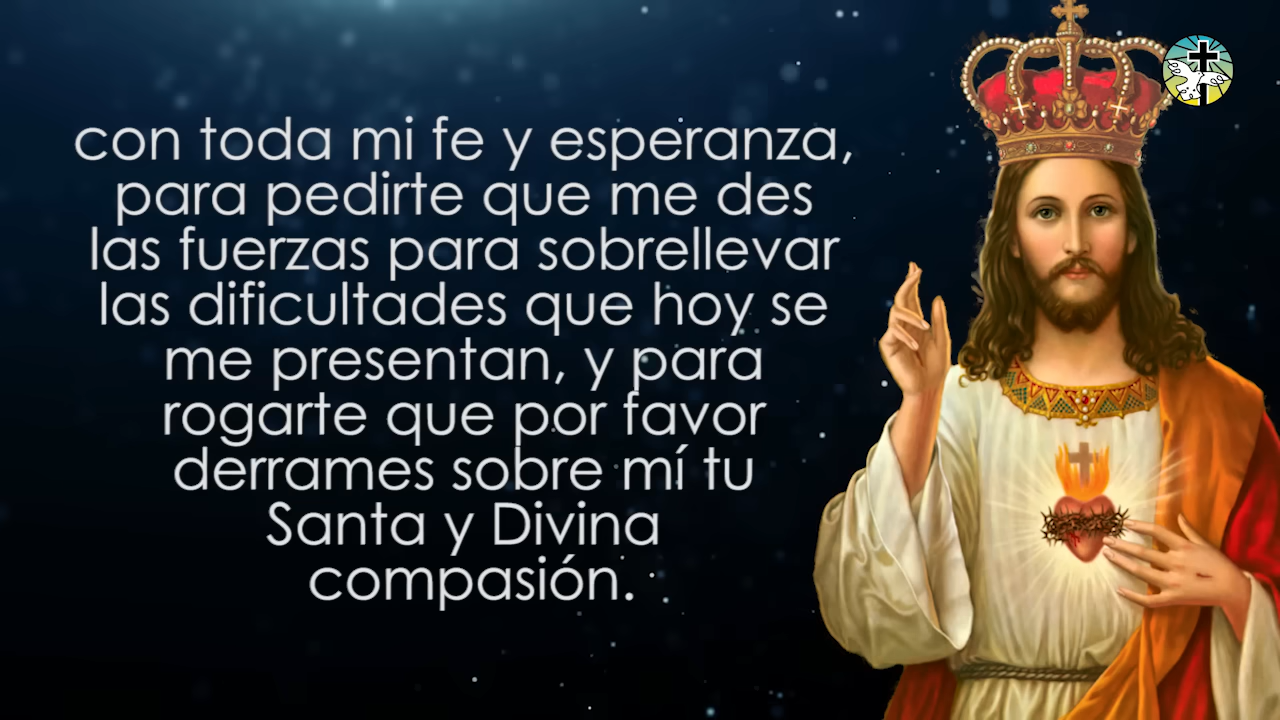 con toda mi fe y esperanza,
para pedirte que me des
las fuerzas para sobrellevar
las dificultades que hoy se
me presentan, y para
rogarte que por favor
derrames sobre mí tu
Santa y Divina
compasión.